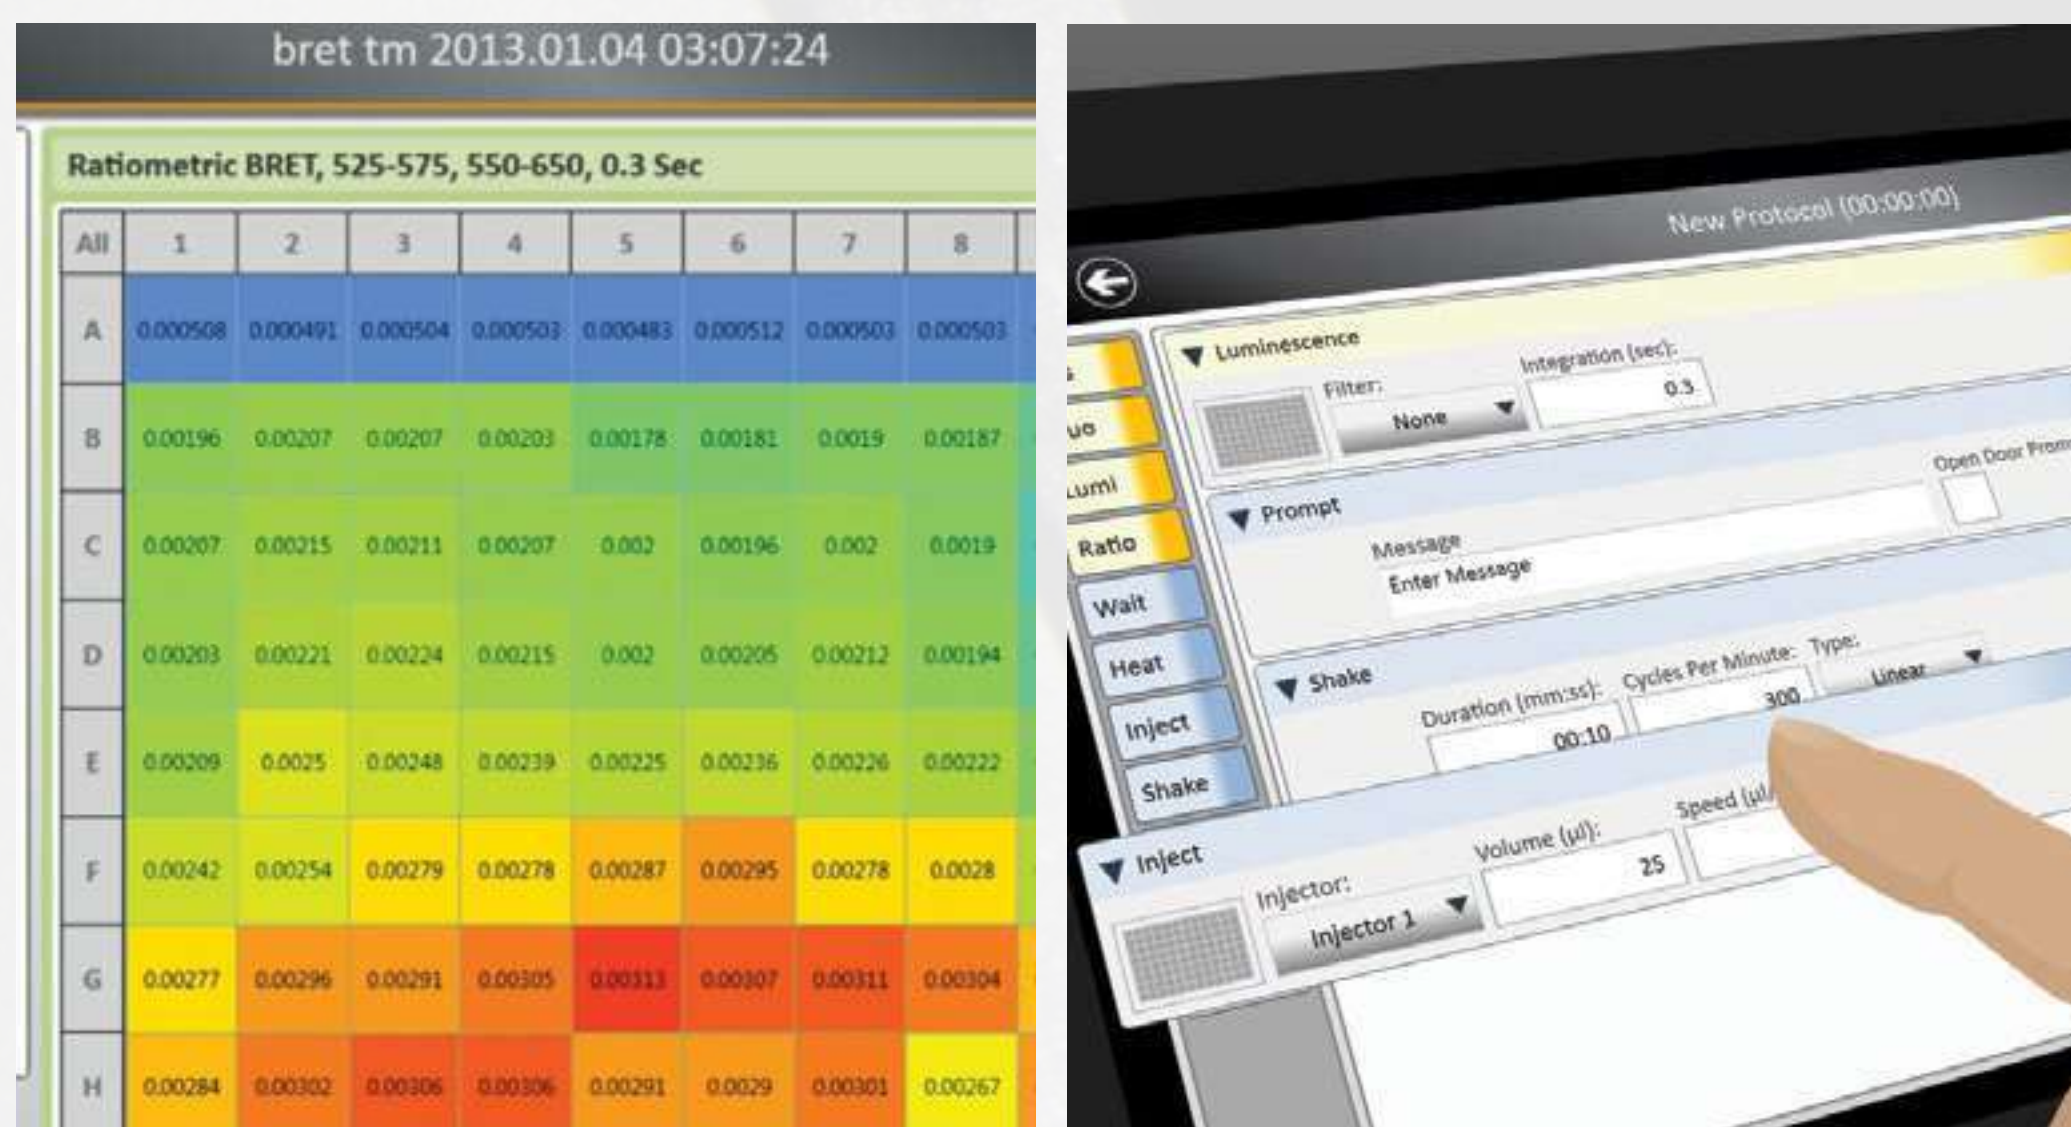 bret tm 2013.01.04 03:07:24
Ratiometric BRET, 525-575, 550-650, 0.3 Sec
All 1 2 3 4 5 6 7 8
A 0.000508 0.000491 0.000504 0.000503 0.000483 0.000512 0.000503 0.000503
B 0.00196 0.00207 0.00207 0.00203 0.00178 0.00181 0.0019 0.00187
C 0.00207 0.00215 0.00211 0.00207 0.002 0.00196 0.002 0.0019
D 0.00203 0.00221 0.00224 0.00215 0.002 0.00205 0.00212 0.00194
E 0.00209 0.0025 0.00248 0.00239 0.00225 0.00236 0.00226 0.00222
F 0.00242 0.00254 0.00279 0.00278 0.00287 0.00295 0.00278 0.0028
G 0.00277 0.00296 0.00291 0.00305 0.00313 0.00307 0.00311 0.00304
H 0.00284 0.00302 0.00306 0.00306 0.00291 0.0029 0.00301 0.00267
New Protocol (00:00:00)
Luminescence
Filter: Integration (sec):
None 0.3
uo
Lumi
Ratio
Wait
Heat
Inject
Shake
Prompt
Message Open Door
Enter Message
Shake
Duration (mm:ss): Cycles Per Minute: Type:
00:10 300 Linear
Inject
Injector: Volume (µl): Speed (µl
Injector 1 25